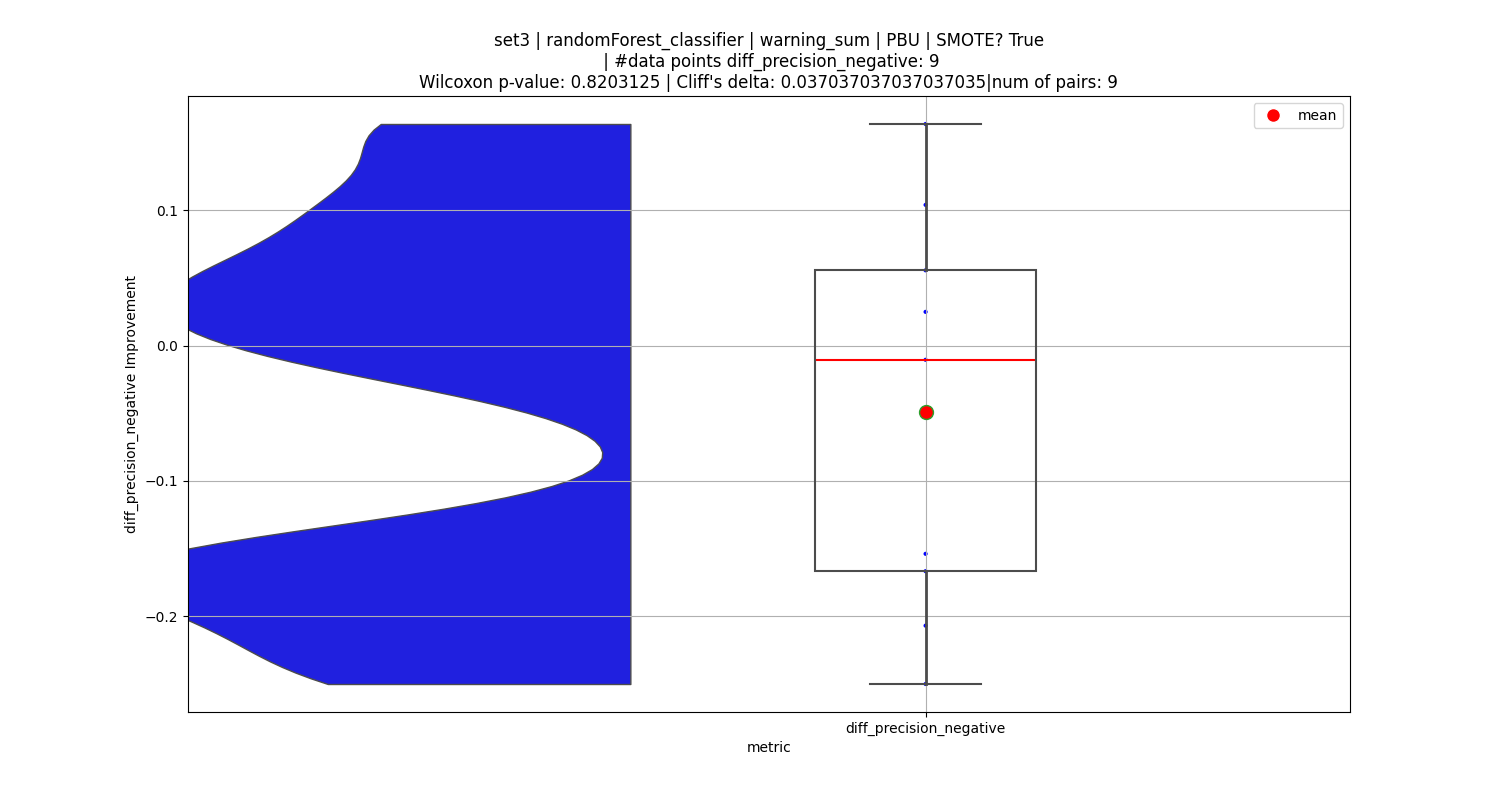 set3 | randomForest_classifier | warning_sum | PBU | SMOTE? True
| #data points diff_precision_negative: 9
Wilcoxon p-value: 0.8203125 | Cliff's delta: 0.037037037037037035|num of pairs: 9
mean
0.1
0.0
−0.1
−0.2
diff_precision_negative Improvement
diff_precision_negative
metric